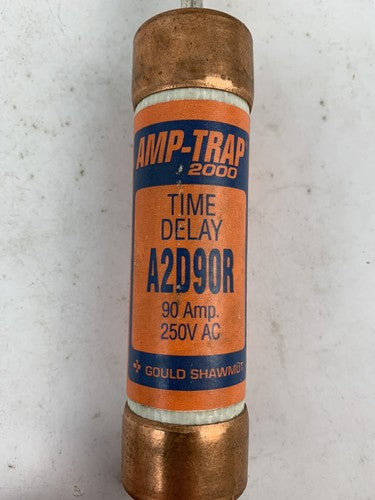 AMP-TRAP
2000
TIME
DELAY
A2D90R
90 Amp.
250V AC
GOULD SHAWMUT